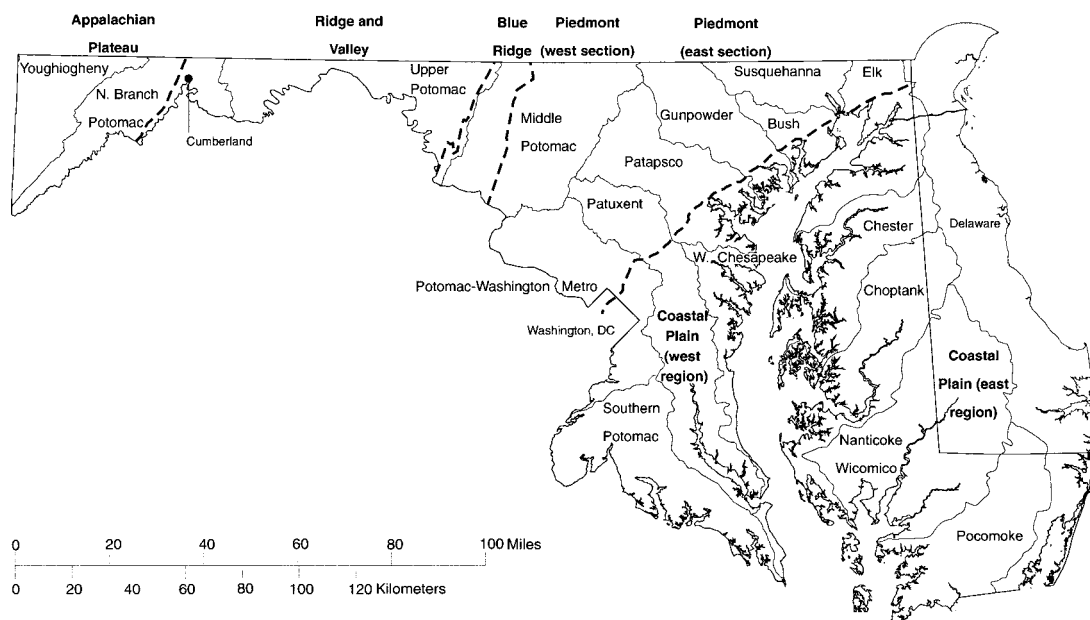 Appalachian
Plateau
Ridge and
Valley
Blue
Ridge
Piedmont
(west section)
Piedmont
(east section)
Youghiogheny
N. Branch
Potomac
Cumberland
Upper
Potomac
Middle
Potomac
Susquehanna
Elk
Gunpowder
Bush
Patapsco
Patuxent
Chester
Delaware
W. Chesapeake
Potomac-Washington Metro
Choptank
Washington, DC
Coastal
Plain
(west
region)
Coastal
Plain (east
region)
Southern
Potomac
Nanticoke
Wicomico
Pocomoke
0 20 40 60 80 100 Miles
0 20 40 60 80 100 120 Kilometers